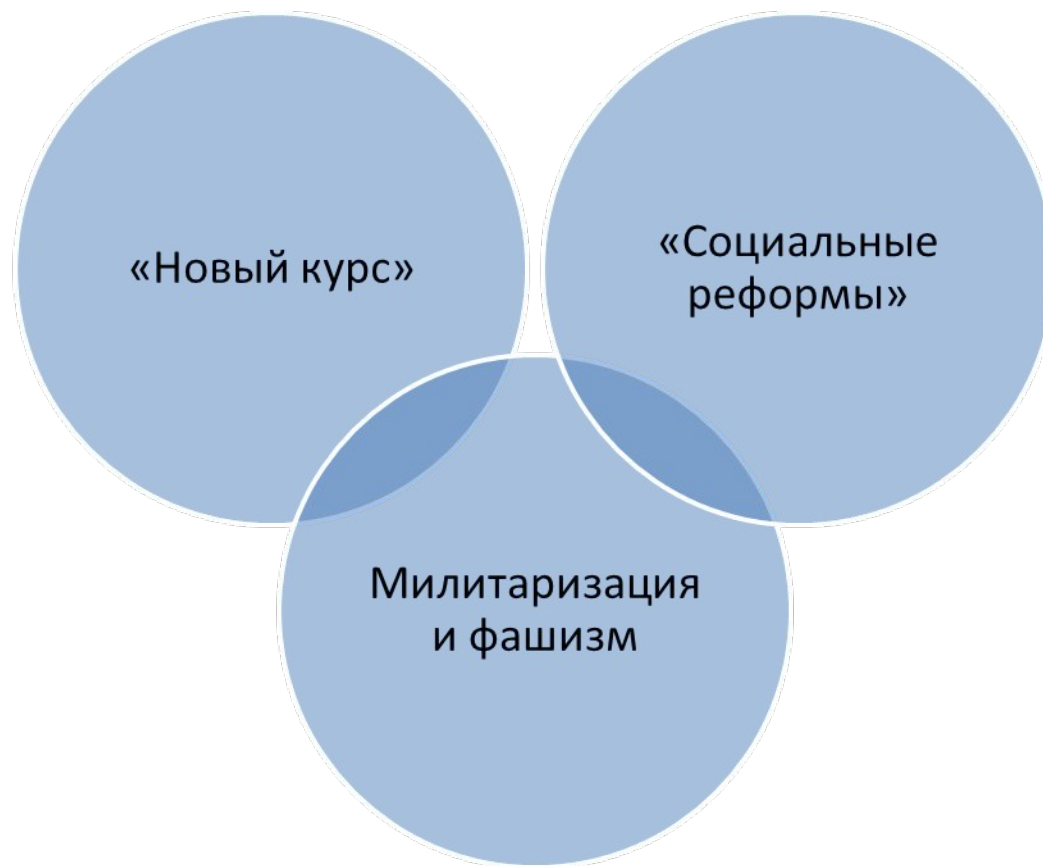 «Новый курс»
«Социальные
реформы»
Милитаризация
и фашизм